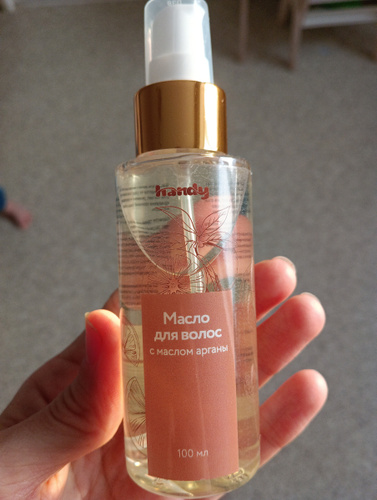 handy
Масло
для волос
с маслом арганы
100 мл